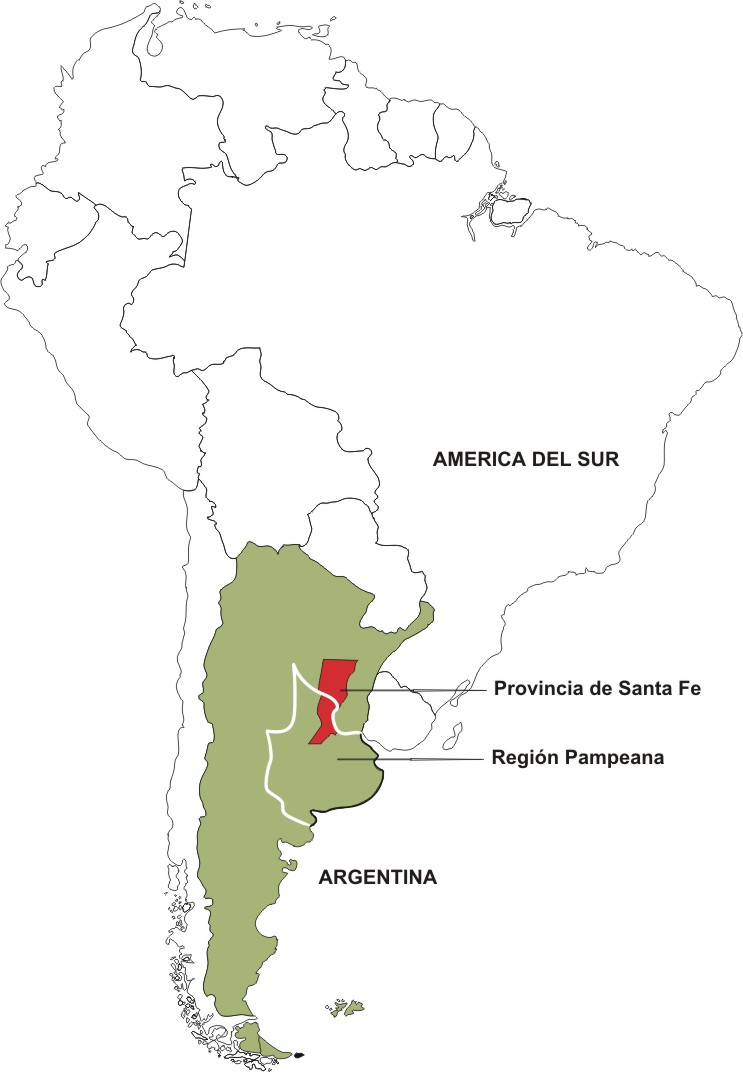 AMERICA DEL SUR
Provincia de Santa Fe
Región Pampeana
ARGENTINA